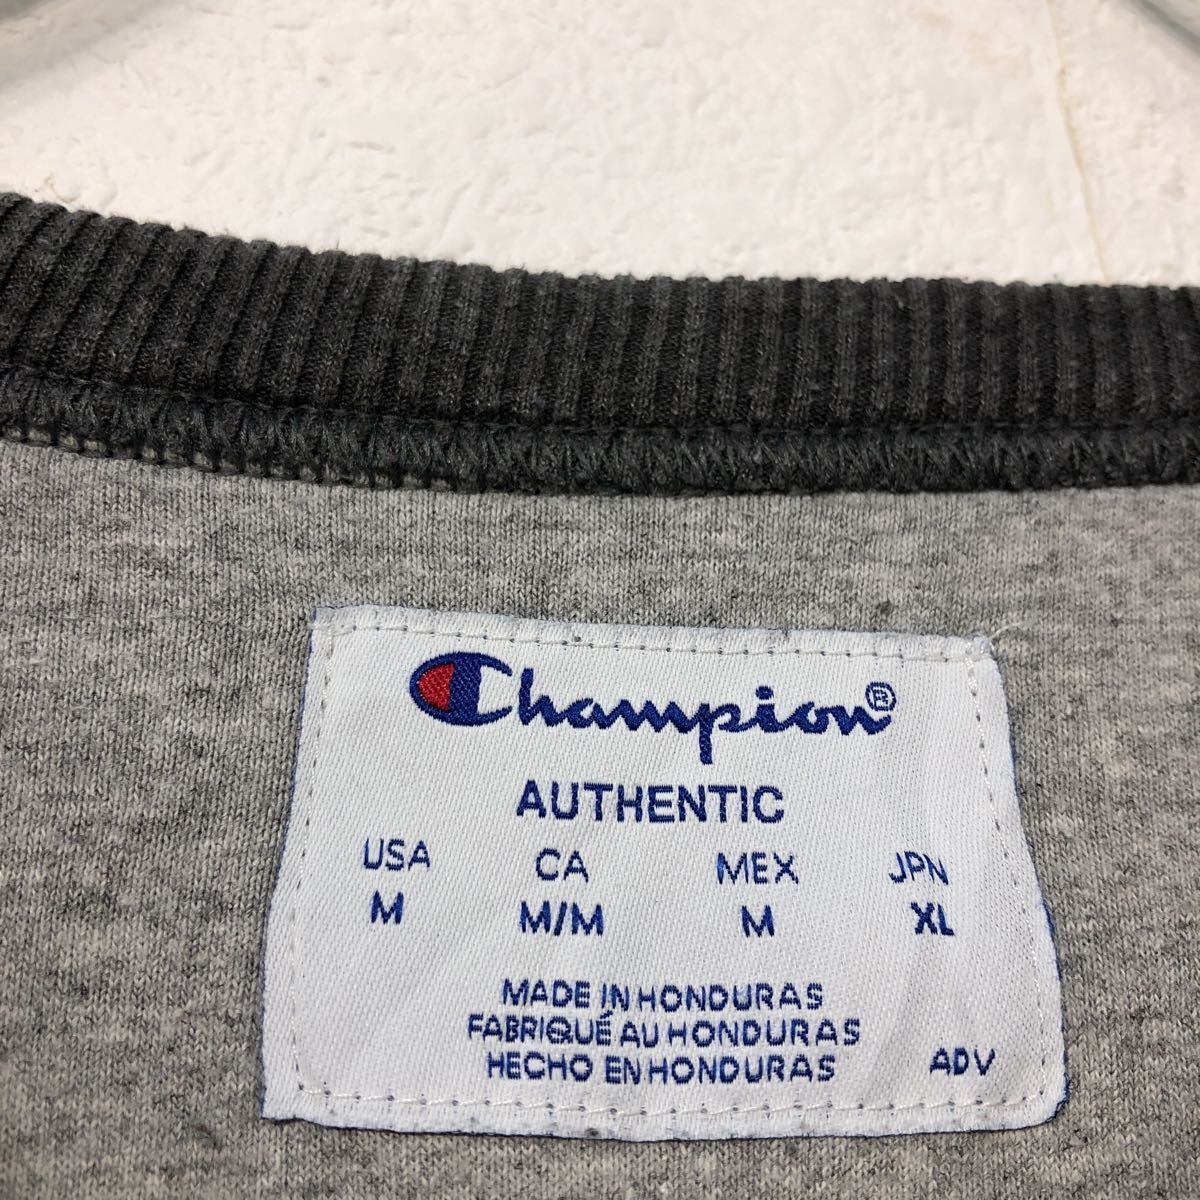 Champion®
AUTHENTIC
USA CA MEX JPN
M M/M M XL
MADE IN HONDURAS
FABRIQUÉ AU HONDURAS
HECHO EN HONDURAS ADV